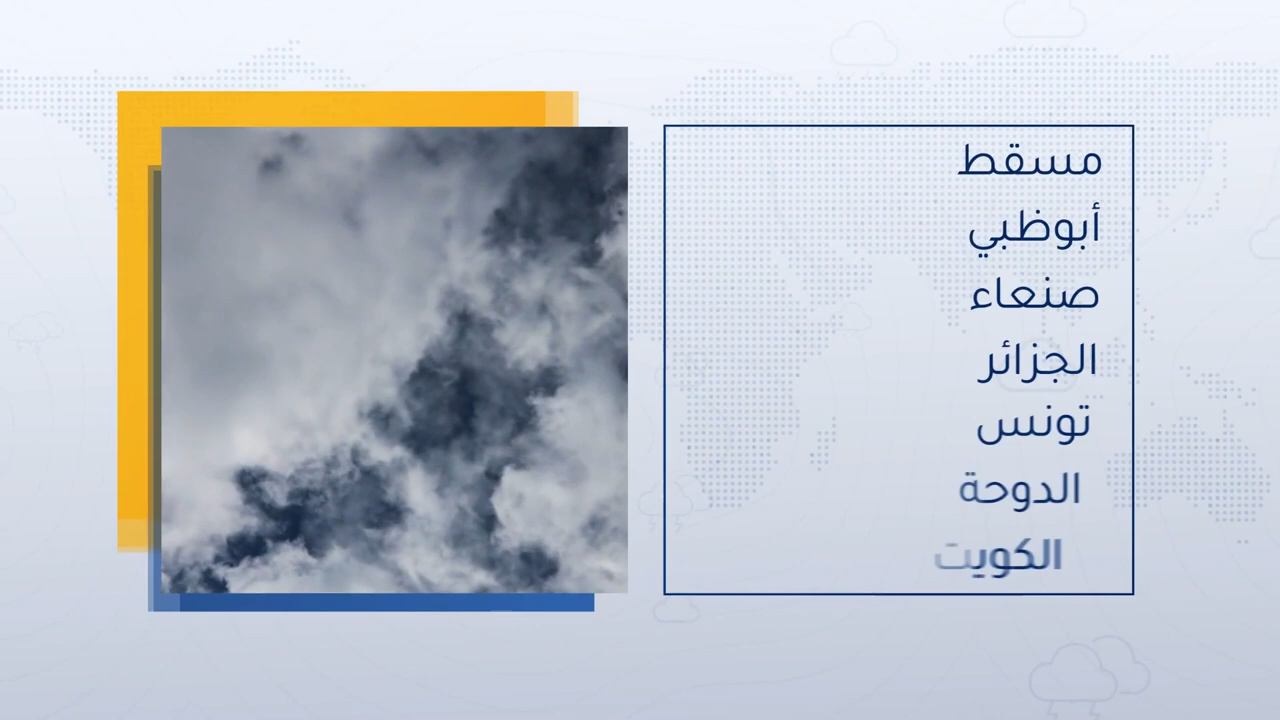 مسقط
أبوظبي
صنعاء
الجزائر
تونس
الدوحة
الكويت